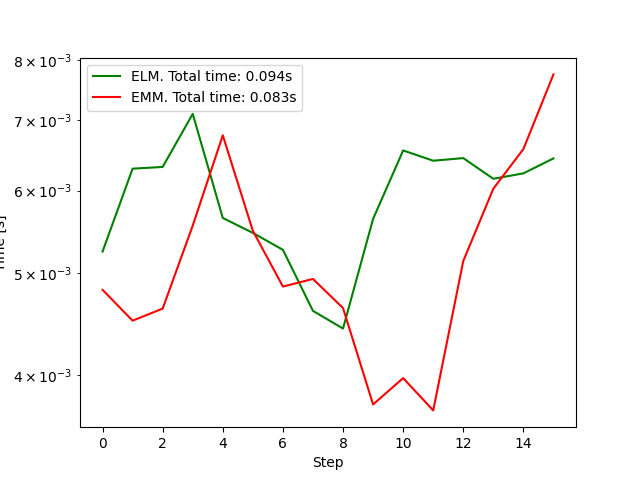 8 × 10⁻³
ELM. Total time: 0.094s
EMM. Total time: 0.083s
7 × 10⁻³
6 × 10⁻³
Time [s]
5 × 10⁻³
4 × 10⁻³
0 2 4 6 8 10 12 14
Step